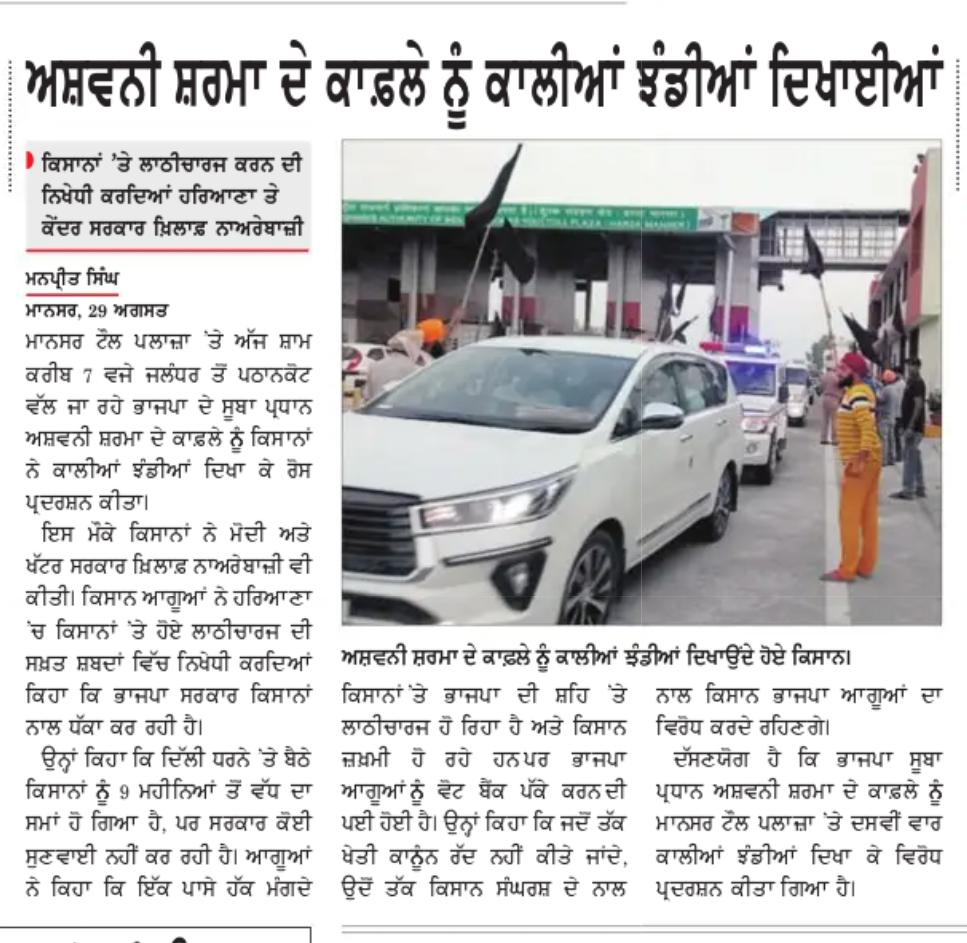 ਅਸ਼ਵਨੀ ਸ਼ਰਮਾ ਦੇ ਕਾਫ਼ਲੇ ਨੂੰ ਕਾਲੀਆਂ ਝੰਡੀਆਂ ਦਿਖਾਈਆਂ
ਕਿਸਾਨਾਂ ’ਤੇ ਲਾਠੀਚਾਰਜ ਕਰਨ ਦੀ
ਨਿਖੇਧੀ ਕਰਦਿਆਂ ਹਰਿਆਣਾ ਤੇ
ਕੇਂਦਰ ਸਰਕਾਰ ਖ਼ਿਲਾਫ਼ ਨਾਅਰੇਬਾਜ਼ੀ
ਮਨਪ੍ਰੀਤ ਸਿੰਘ
ਮਾਨਸਰ, 29 ਅਗਸਤ
ਮਾਨਸਰ ਟੌਲ ਪਲਾਜ਼ਾ ’ਤੇ ਅੱਜ ਸ਼ਾਮ
ਕਰੀਬ 7 ਵਜੇ ਜਲੰਧਰ ਤੋਂ ਪਠਾਨਕੋਟ
ਵੱਲ ਜਾ ਰਹੇ ਭਾਜਪਾ ਦੇ ਸੂਬਾ ਪ੍ਰਧਾਨ
ਅਸ਼ਵਨੀ ਸ਼ਰਮਾ ਦੇ ਕਾਫ਼ਲੇ ਨੂੰ ਕਿਸਾਨਾਂ
ਨੇ ਕਾਲੀਆਂ ਝੰਡੀਆਂ ਦਿਖਾ ਕੇ ਰੋਸ
ਪ੍ਰਦਰਸ਼ਨ ਕੀਤਾ।
ਇਸ ਮੌਕੇ ਕਿਸਾਨਾਂ ਨੇ ਮੋਦੀ ਅਤੇ
ਖੱਟਰ ਸਰਕਾਰ ਖ਼ਿਲਾਫ਼ ਨਾਅਰੇਬਾਜ਼ੀ ਵੀ
ਕੀਤੀ। ਕਿਸਾਨ ਆਗੂਆਂ ਨੇ ਹਰਿਆਣਾ
’ਚ ਕਿਸਾਨਾਂ ’ਤੇ ਹੋਏ ਲਾਠੀਚਾਰਜ ਦੀ
ਸਖ਼ਤ ਸ਼ਬਦਾਂ ਵਿੱਚ ਨਿਖੇਧੀ ਕਰਦਿਆਂ
ਕਿਹਾ ਕਿ ਭਾਜਪਾ ਸਰਕਾਰ ਕਿਸਾਨਾਂ
ਨਾਲ ਧੱਕਾ ਕਰ ਰਹੀ ਹੈ।
ਉਨ੍ਹਾਂ ਕਿਹਾ ਕਿ ਦਿੱਲੀ ਧਰਨੇ ’ਤੇ ਬੈਠੇ
ਕਿਸਾਨਾਂ ਨੂੰ 9 ਮਹੀਨਿਆਂ ਤੋਂ ਵੱਧ ਦਾ
ਸਮਾਂ ਹੋ ਗਿਆ ਹੈ, ਪਰ ਸਰਕਾਰ ਕੋਈ
ਸੁਣਵਾਈ ਨਹੀਂ ਕਰ ਰਹੀ ਹੈ। ਆਗੂਆਂ
ਨੇ ਕਿਹਾ ਕਿ ਇੱਕ ਪਾਸੇ ਹੱਕ ਮੰਗਦੇ
ਅਸ਼ਵਨੀ ਸ਼ਰਮਾ ਦੇ ਕਾਫ਼ਲੇ ਨੂੰ ਕਾਲੀਆਂ ਝੰਡੀਆਂ ਦਿਖਾਉਂਦੇ ਹੋਏ ਕਿਸਾਨ।
ਕਿਸਾਨਾਂ ’ਤੇ ਭਾਜਪਾ ਦੀ ਸ਼ਹਿ ’ਤੇ
ਲਾਠੀਚਾਰਜ ਹੋ ਰਿਹਾ ਹੈ ਅਤੇ ਕਿਸਾਨ
ਜ਼ਖ਼ਮੀ ਹੋ ਰਹੇ ਹਨ ਪਰ ਭਾਜਪਾ
ਆਗੂਆਂ ਨੂੰ ਵੋਟ ਬੈਂਕ ਪੱਕੇ ਕਰਨ ਦੀ
ਪਈ ਹੋਈ ਹੈ। ਉਨ੍ਹਾਂ ਕਿਹਾ ਕਿ ਜਦੋਂ ਤੱਕ
ਖੇਤੀ ਕਾਨੂੰਨ ਰੱਦ ਨਹੀਂ ਕੀਤੇ ਜਾਂਦੇ,
ਉਦੋਂ ਤੱਕ ਕਿਸਾਨ ਸੰਘਰਸ਼ ਦੇ ਨਾਲ
ਨਾਲ ਕਿਸਾਨ ਭਾਜਪਾ ਆਗੂਆਂ ਦਾ
ਵਿਰੋਧ ਕਰਦੇ ਰਹਿਣਗੇ।
ਦੱਸਣਯੋਗ ਹੈ ਕਿ ਭਾਜਪਾ ਸੂਬਾ
ਪ੍ਰਧਾਨ ਅਸ਼ਵਨੀ ਸ਼ਰਮਾ ਦੇ ਕਾਫ਼ਲੇ ਨੂੰ
ਮਾਨਸਰ ਟੌਲ ਪਲਾਜ਼ਾ ’ਤੇ ਦਸਵੀਂ ਵਾਰ
ਕਾਲੀਆਂ ਝੰਡੀਆਂ ਦਿਖਾ ਕੇ ਵਿਰੋਧ
ਪ੍ਰਦਰਸ਼ਨ ਕੀਤਾ ਗਿਆ ਹੈ।